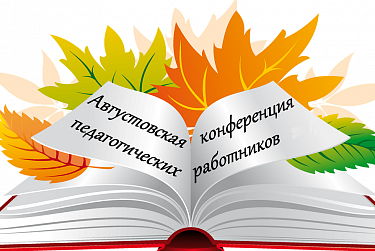 Августовская конференция
педагогических работников